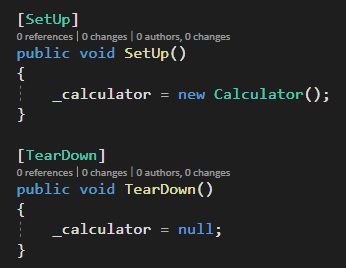 [SetUp]
0 references | 0 changes | 0 authors, 0 changes
public void SetUp()
{
    _calculator = new Calculator();
}
[TearDown]
0 references | 0 changes | 0 authors, 0 changes
public void TearDown()
{
    _calculator = null;
}